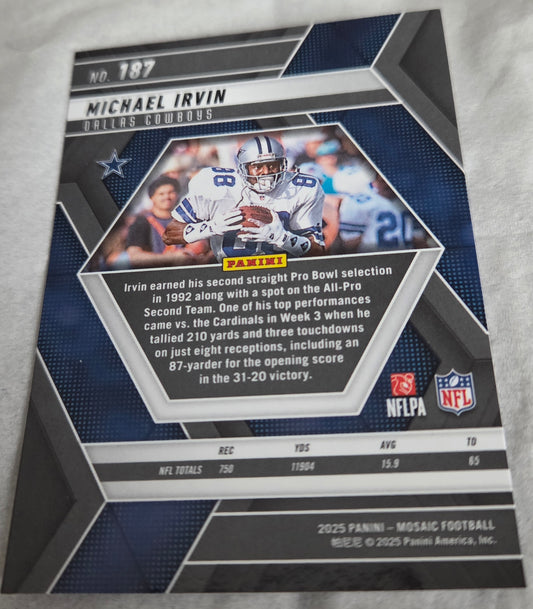 NO. 187
MICHAEL IRVIN
DALLAS COWBOYS
88
8
20
PANINI
Irvin earned his second straight Pro Bowl selection
in 1992 along with a spot on the All-Pro
Second Team. One of his top performances
came vs. the Cardinals in Week 3 when he
tallied 210 yards and three touchdowns
on just eight receptions, including an
87-yarder for the opening score
in the 31-20 victory.
NFLPA
NFL
REC YDS AVG TD
NFL TOTALS 750 11904 15.9 65
2025 PANINI – MOSAIC FOOTBALL
© 2025 Panini America, Inc.